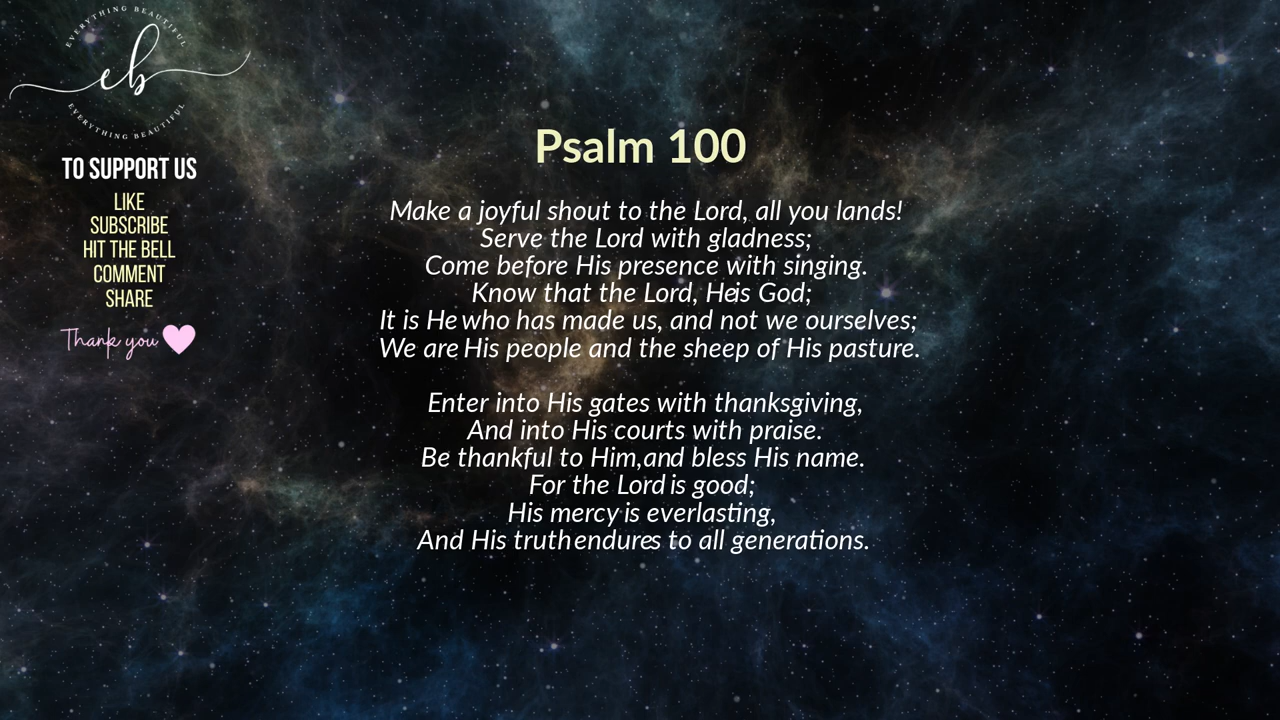 EVERYTHING BEAUTIFUL
eb
EVERYTHING BEAUTIFUL
TO SUPPORT US
LIKE
SUBSCRIBE
HIT THE BELL
COMMENT
SHARE
Thank you
Psalm 100
Make a joyful shout to the Lord, all you lands!
Serve the Lord with gladness;
Come before His presence with singing.
Know that the Lord, He is God;
It is He who has made us, and not we ourselves;
We are His people and the sheep of His pasture.
Enter into His gates with thanksgiving,
And into His courts with praise.
Be thankful to Him, and bless His name.
For the Lord is good;
His mercy is everlasting,
And His truth endures to all generations.